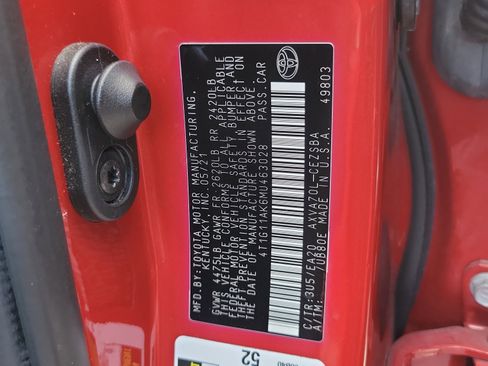 MFD.BY: TOYOTA MOTOR MANUFACTURING,
KENTUCKY, INC. 05/21
GVWR 4475LB GAWR FR 2620LB RR 2420LB
THIS VEHICLE CONFORMS TO ALL APPLICABLE
FEDERAL MOTOR VEHICLE SAFETY, BUMPER, AND
THEFT PREVENTION STANDARDS IN EFFECT ON
THE DATE OF MANUFACTURE SHOWN ABOVE.
4T1G11AK6MU463028 PASS.CAR
C/TR:3U5/EA20 AXVA70L-CEZSBA
A/TM: /UB80E MADE IN U.S.A. 49803
52